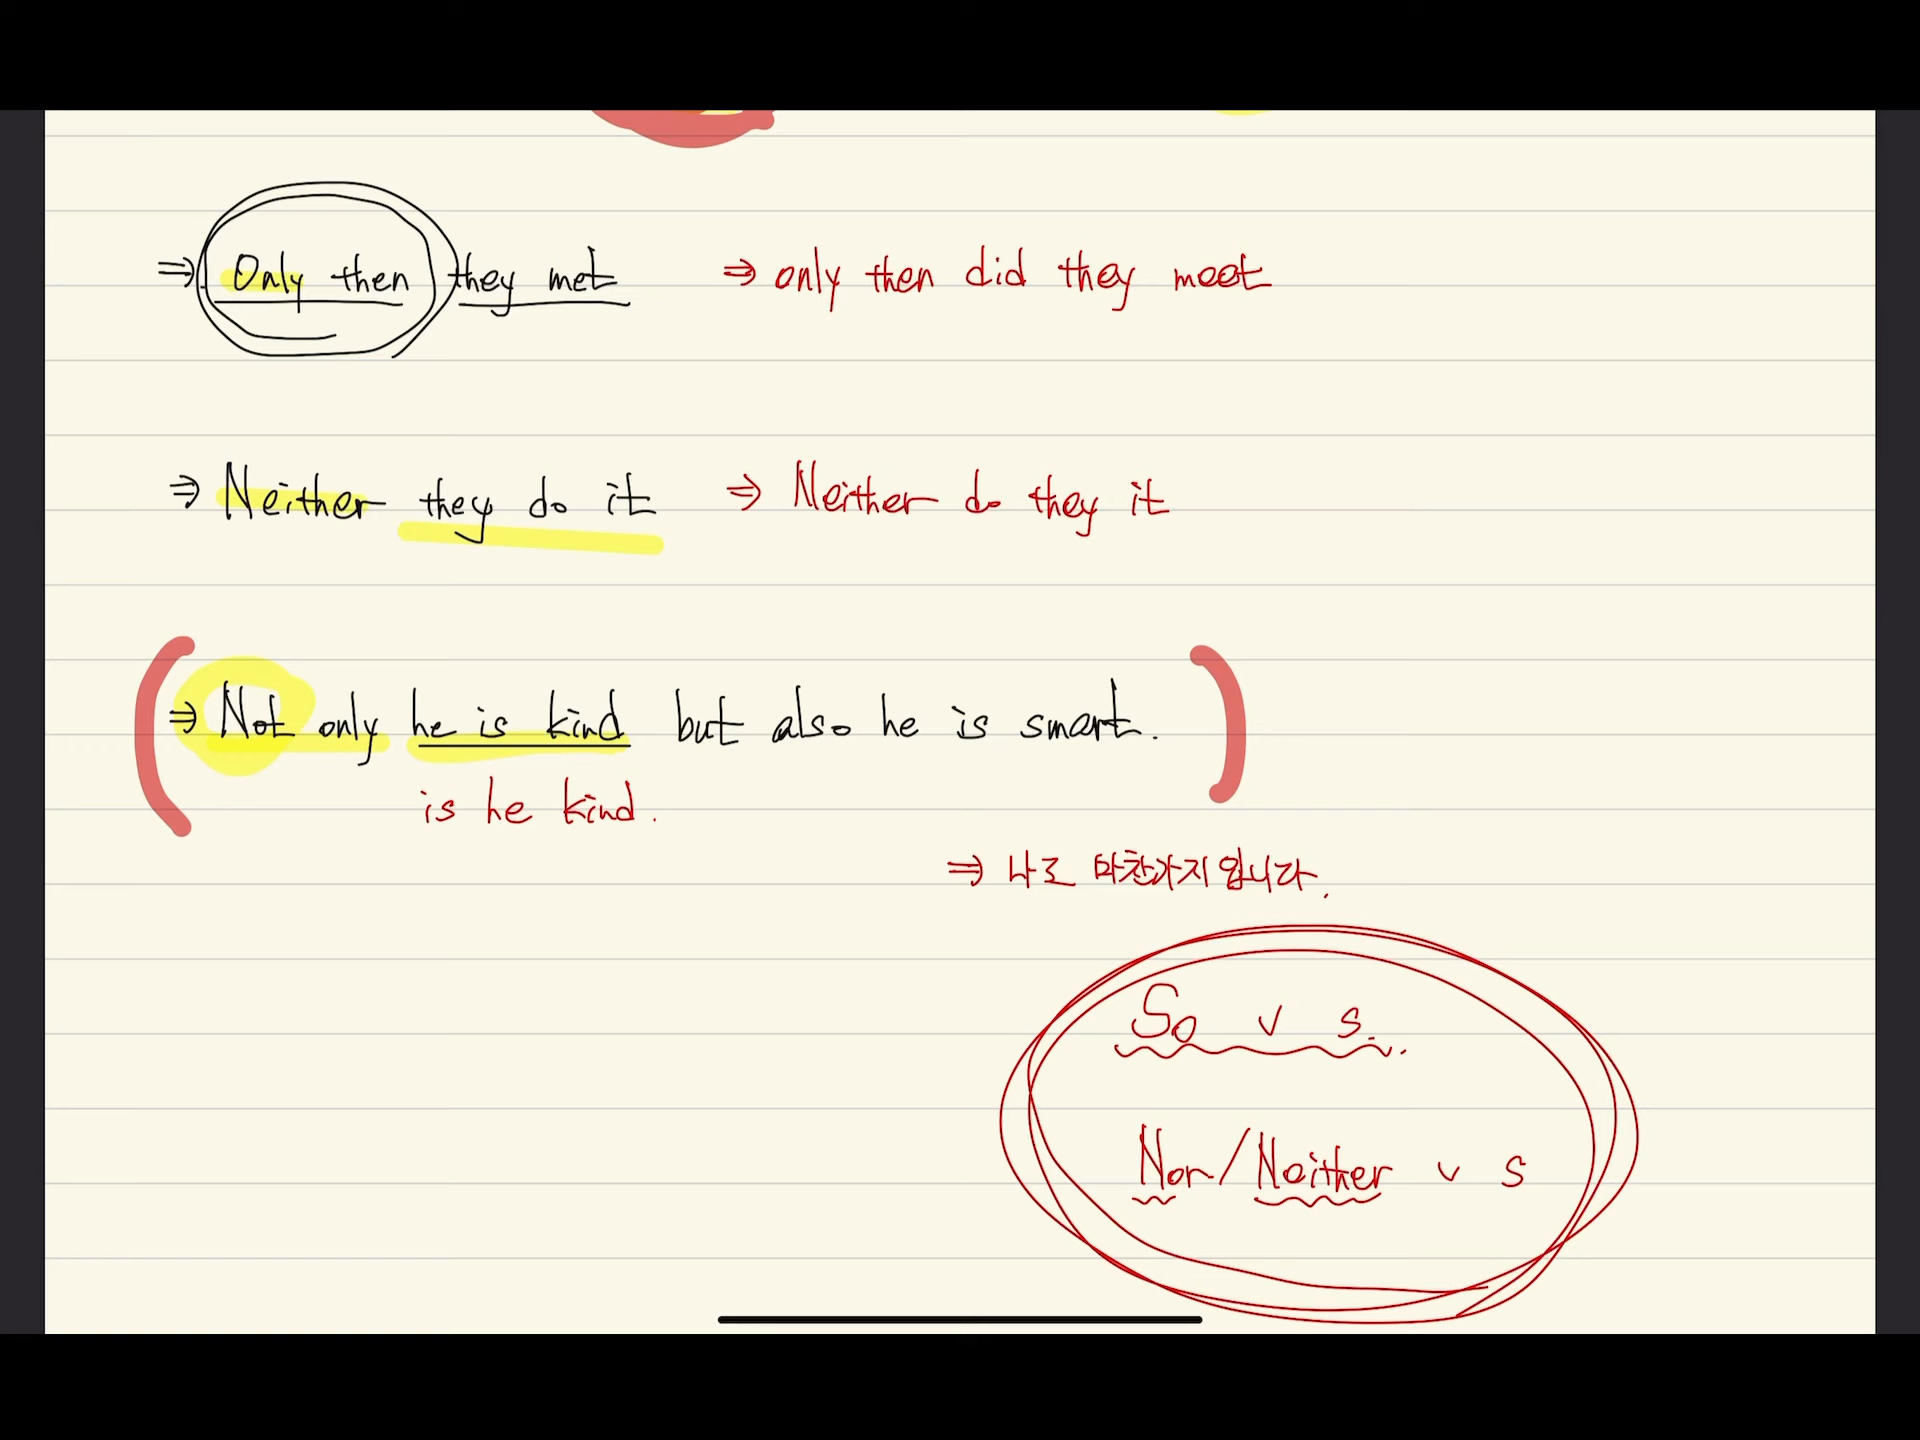 ⇒ Only then they met ⇒ only then did they meet
⇒ Neither they do it ⇒ Neither do they it
(⇒ Not only he is kind but also he is smart.)
is he kind.
⇒ 나도 마찬가지입니다.
So v s.
Nor/Neither v s